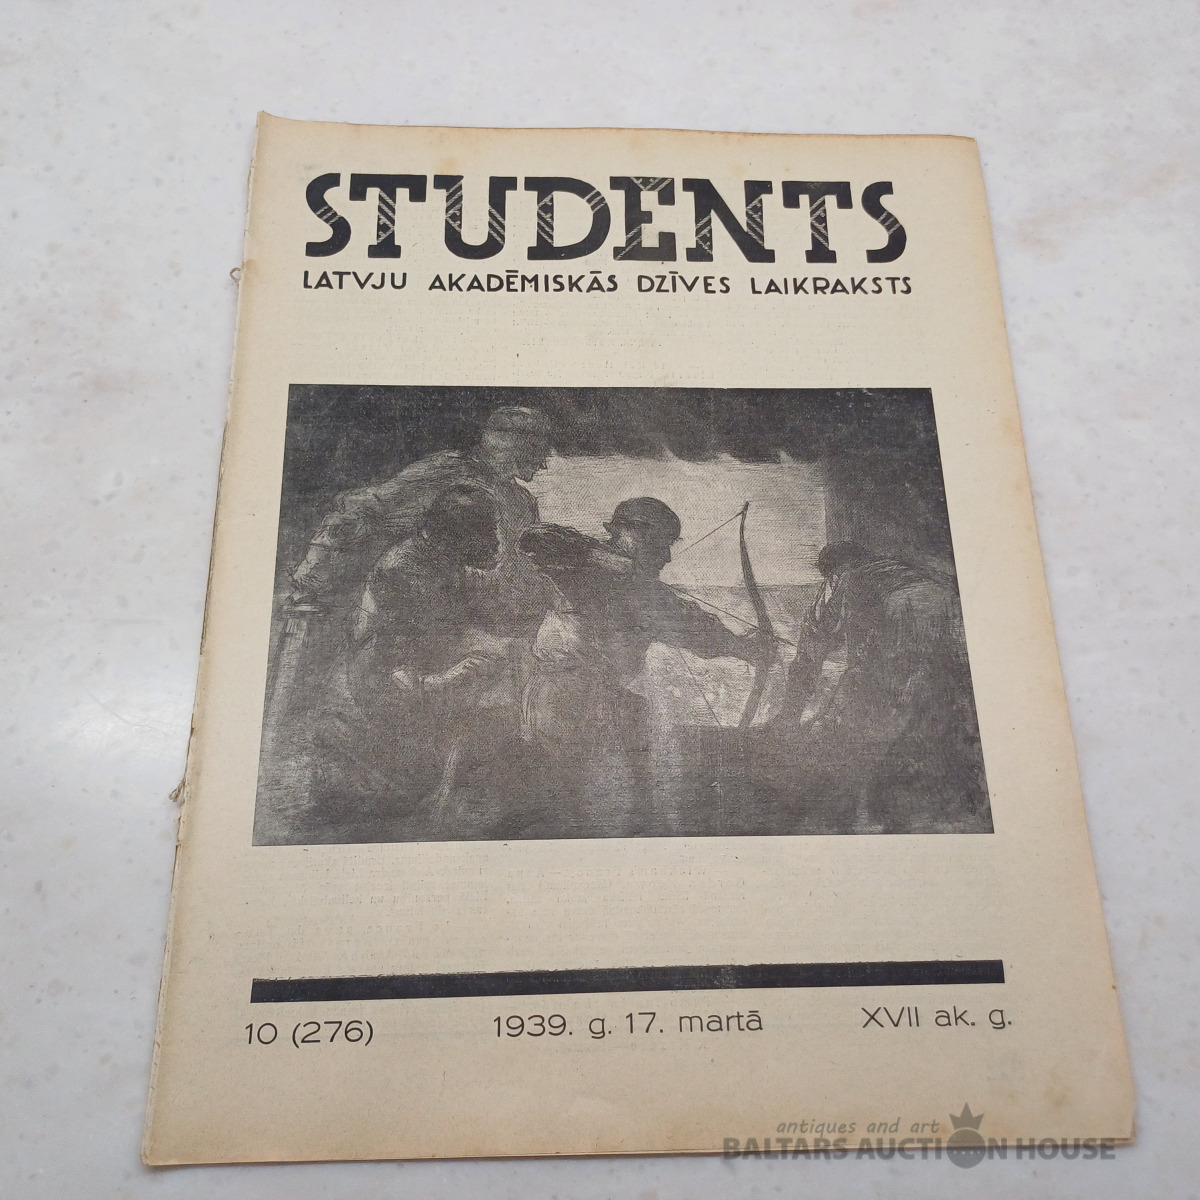 STUDENTS
LATVJU AKADĒMISKĀS DZĪVES LAIKRAKSTS
10 (276) 1939. g. 17. martā XVII ak. g.
antiques and art
BALTARS AUCTION HOUSE